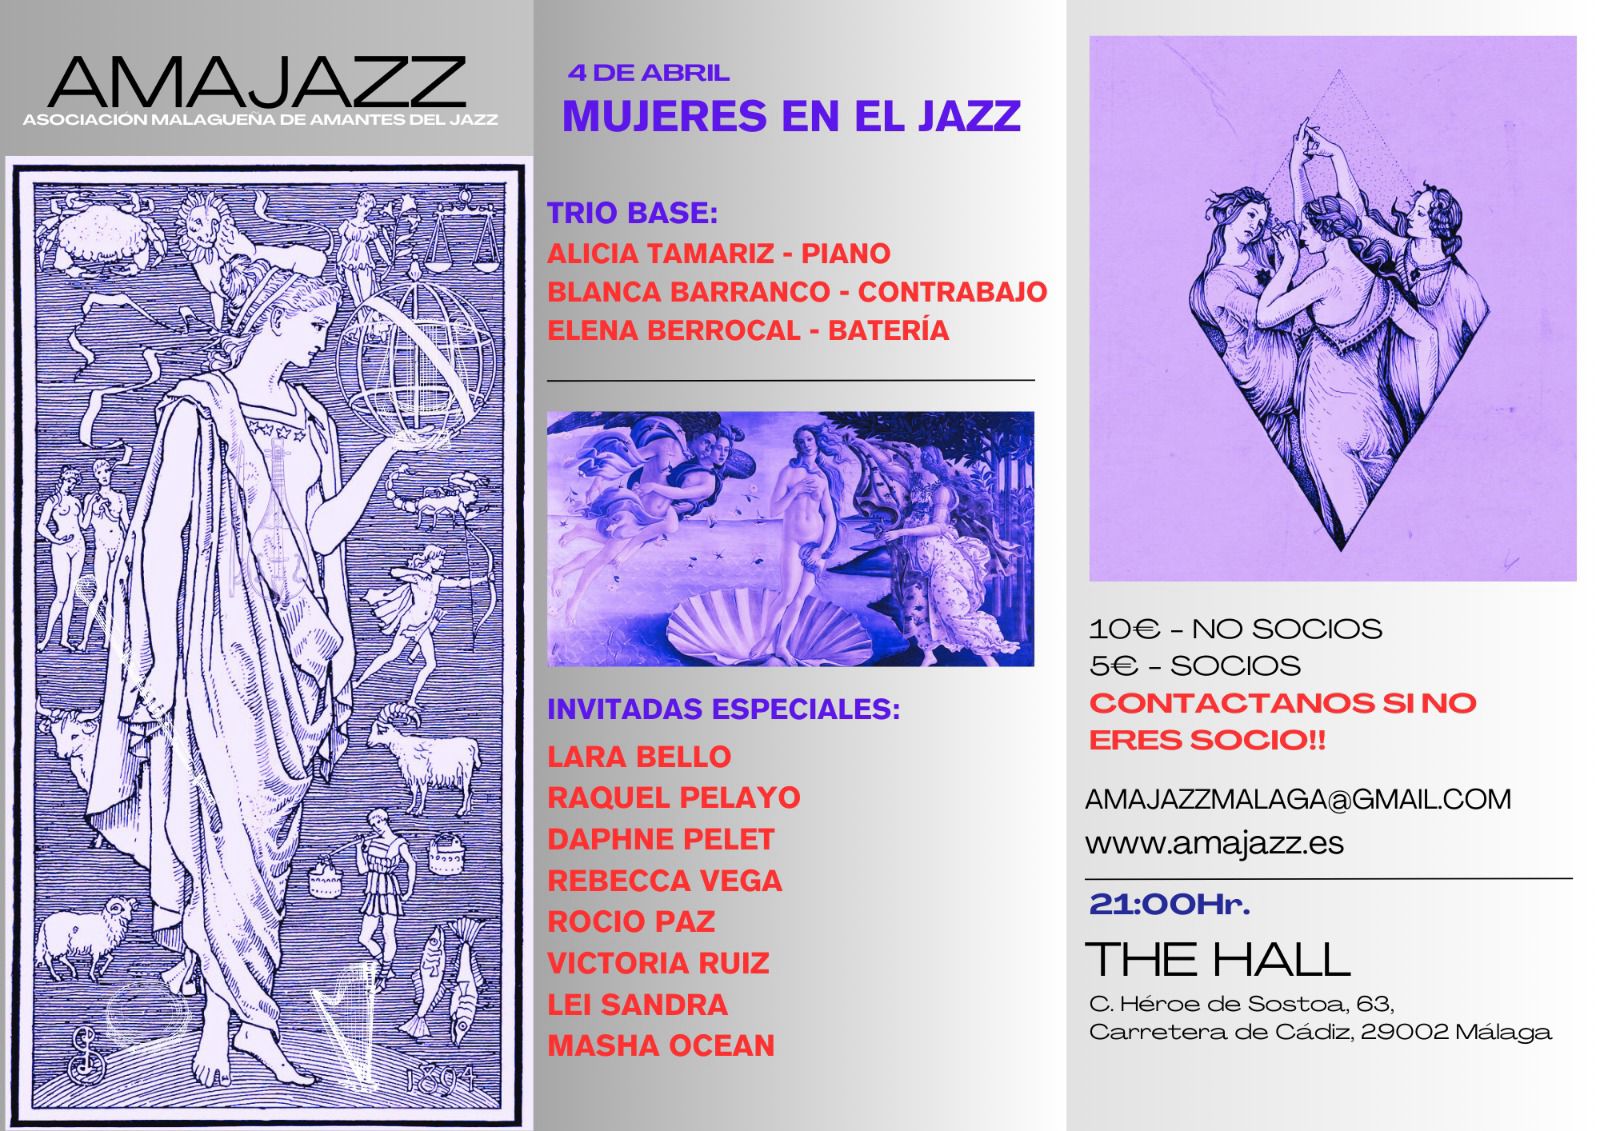 AMAJAZZ
ASOCIACIÓN MALAGUEÑA DE AMANTES DEL JAZZ
1894
4 DE ABRIL
MUJERES EN EL JAZZ
TRIO BASE:
ALICIA TAMARIZ - PIANO
BLANCA BARRANCO - CONTRABAJO
ELENA BERROCAL - BATERÍA
INVITADAS ESPECIALES:
LARA BELLO
RAQUEL PELAYO
DAPHNE PELET
REBECCA VEGA
ROCIO PAZ
VICTORIA RUIZ
LEI SANDRA
MASHA OCEAN
10€ - NO SOCIOS
5€ - SOCIOS
CONTACTANOS SI NO
ERES SOCIO!!
AMAJAZZMALAGA@GMAIL.COM
www.amajazz.es
21:00Hr.
THE HALL
C. Héroe de Sostoa, 63,
Carretera de Cádiz, 29002 Málaga